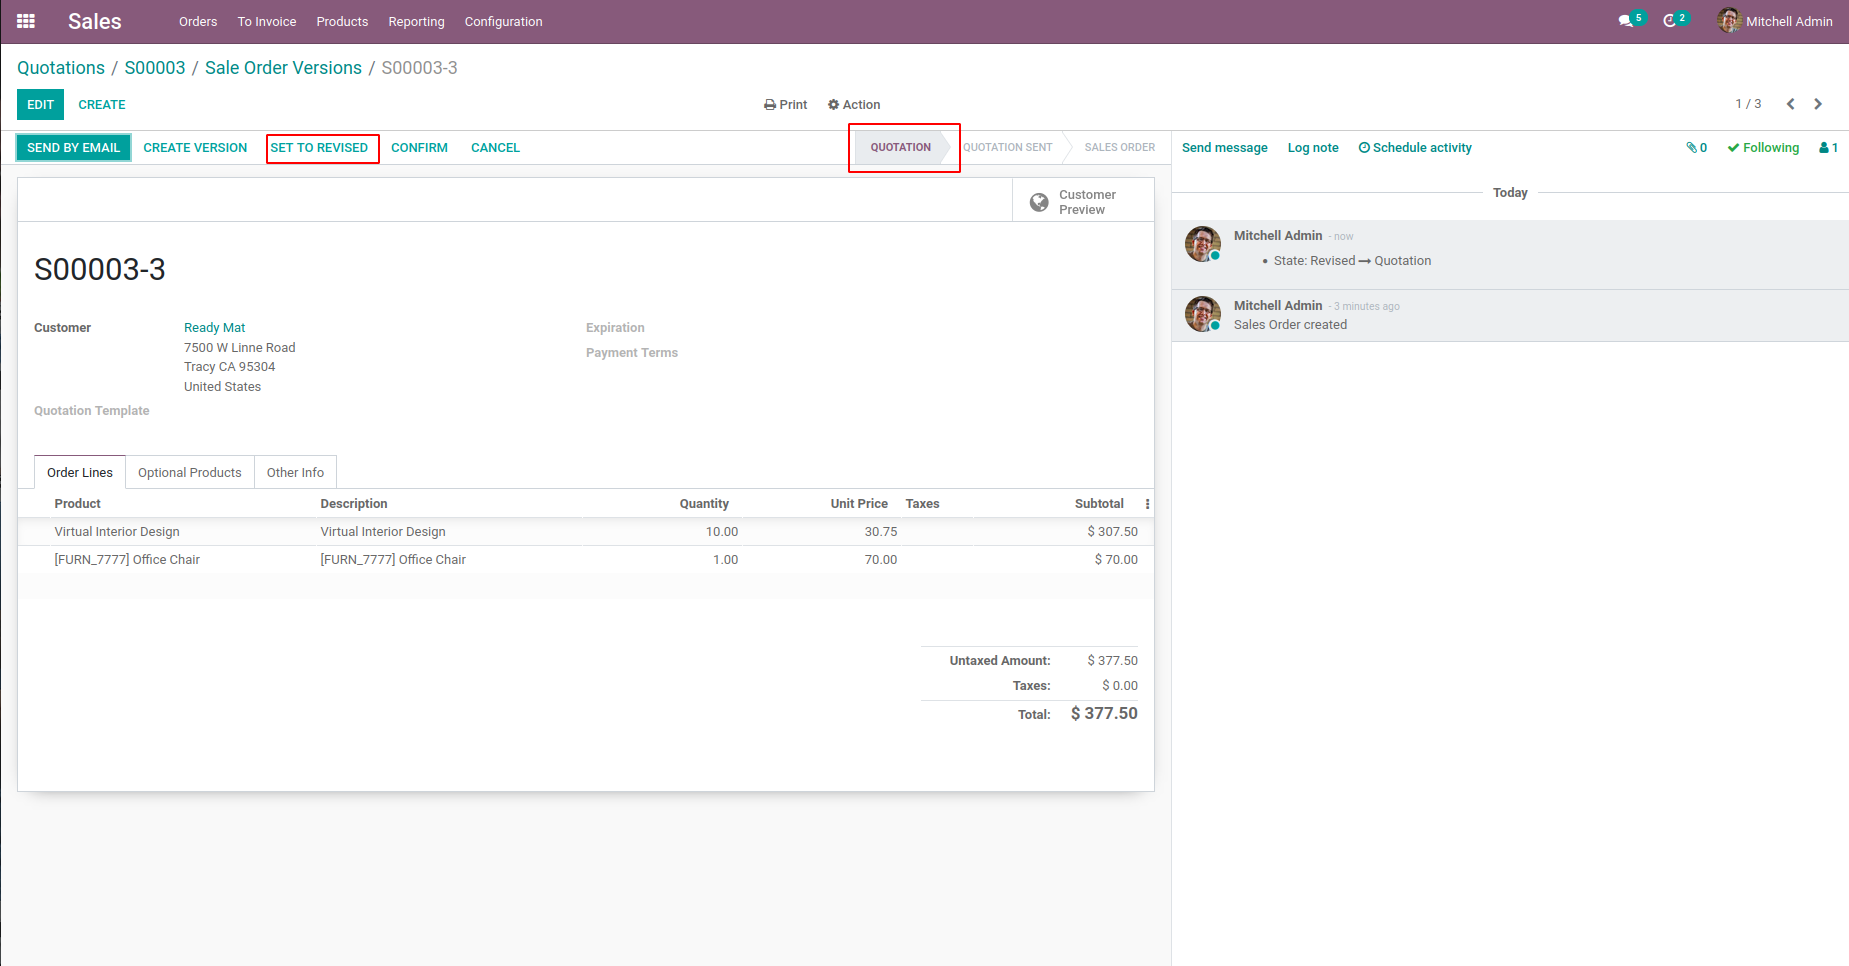 Sales Orders To Invoice Products Reporting Configuration 5 2 Mitchell Admin
Quotations / S00003 / Sale Order Versions / S00003-3
EDIT CREATE Print Action 1 / 3
SEND BY EMAIL CREATE VERSION SET TO REVISED CONFIRM CANCEL QUOTATION QUOTATION SENT SALES ORDER Send message Log note Schedule activity 0 Following 1
Today
Customer
Preview
Mitchell Admin - now
State: Revised → Quotation
S00003-3
Mitchell Admin - 3 minutes ago
Sales Order created
Customer Ready Mat Expiration
7500 W Linne Road
Payment Terms
Tracy CA 95304
United States
Quotation Template
Order Lines Optional Products Other Info
Product Description Quantity Unit Price Taxes Subtotal
Virtual Interior Design Virtual Interior Design 10.00 30.75 $ 307.50
[FURN_7777] Office Chair [FURN_7777] Office Chair 1.00 70.00 $ 70.00
Untaxed Amount: $ 377.50
Taxes: $ 0.00
Total: $ 377.50